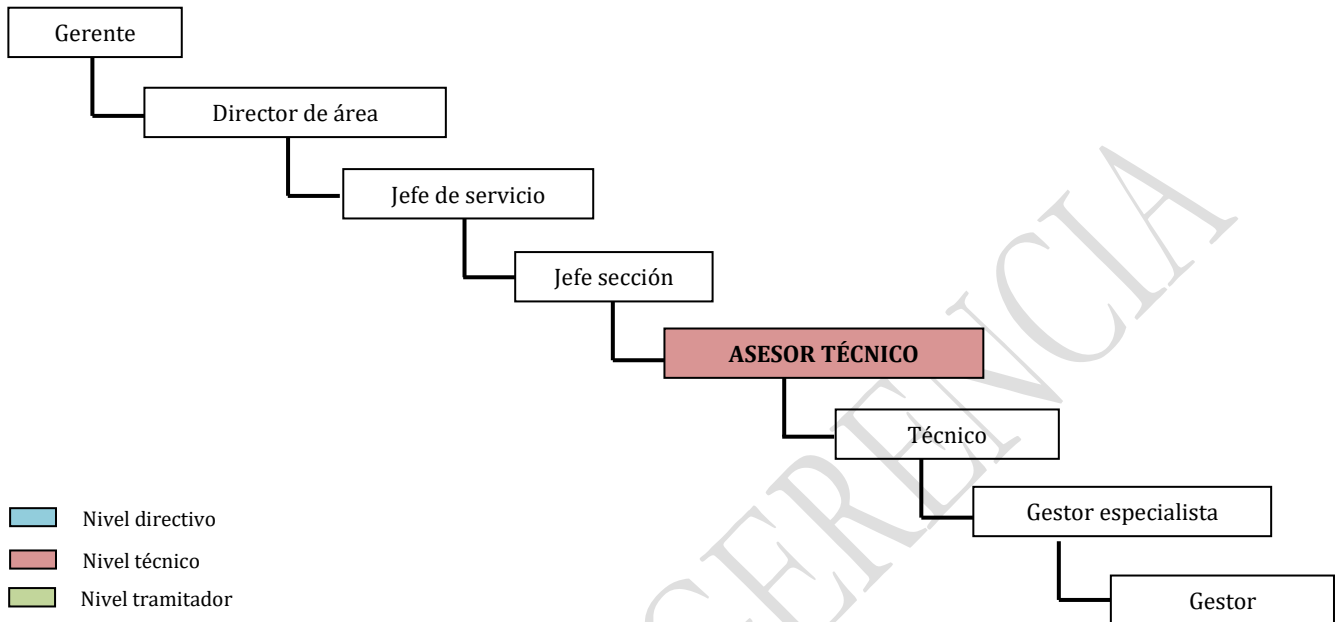 Gerente
Director de área
Jefe de servicio
Jefe sección
ASESOR TÉCNICO
Técnico
Gestor especialista
Gestor
Nivel directivo
Nivel técnico
Nivel tramitador
GERENCIA